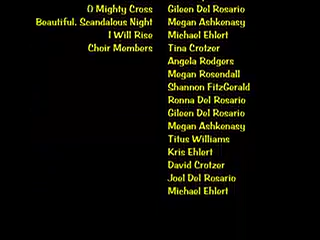 O Mighty Cross Gileen Del Rosario
Beautiful, Scandalous Night Megan Ashkenasy
I Will Rise Michael Ehlert
Choir Members Tina Crotzer
Angela Rodgers
Megan Rosendall
Shannon FitzGerald
Ronna Del Rosario
Gileen Del Rosario
Megan Ashkenasy
Titus Williams
Kris Ehlert
David Crotzer
Joel Del Rosario
Michael Ehlert